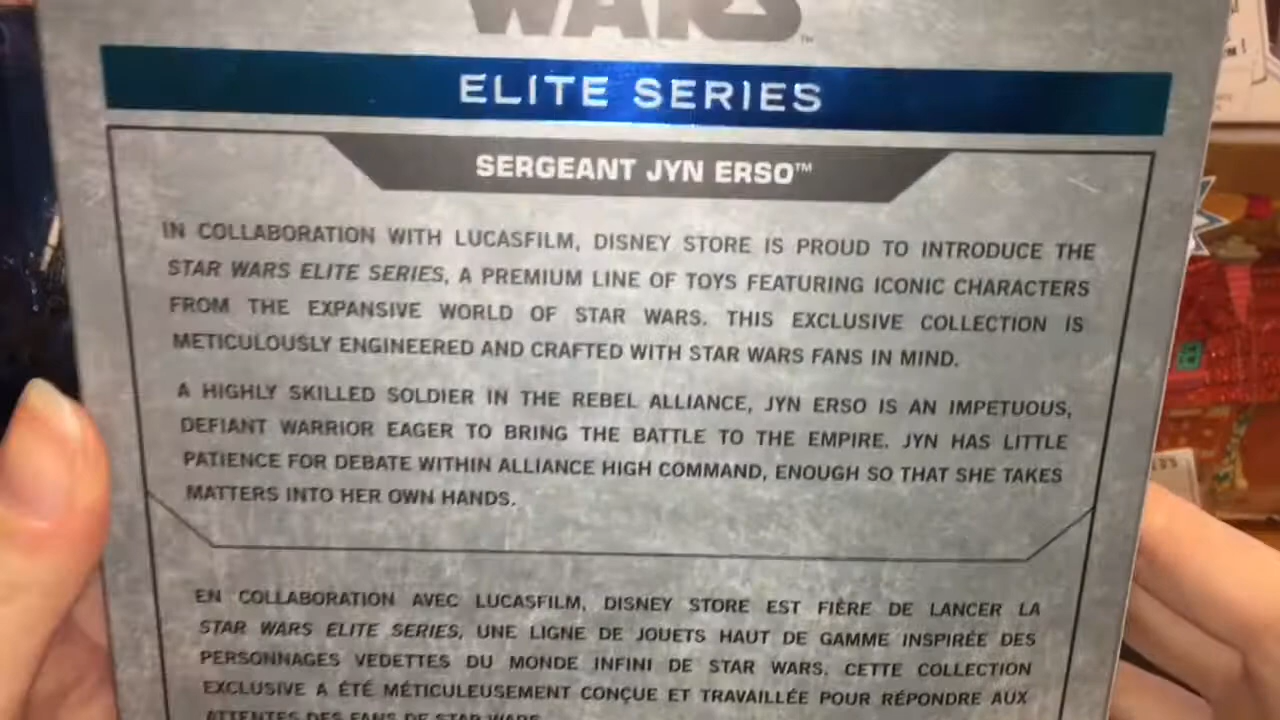 WARS™
ELITE SERIES
SERGEANT JYN ERSO™
IN COLLABORATION WITH LUCASFILM, DISNEY STORE IS PROUD TO INTRODUCE THE
STAR WARS ELITE SERIES, A PREMIUM LINE OF TOYS FEATURING ICONIC CHARACTERS
FROM THE EXPANSIVE WORLD OF STAR WARS. THIS EXCLUSIVE COLLECTION IS
METICULOUSLY ENGINEERED AND CRAFTED WITH STAR WARS FANS IN MIND.
A HIGHLY SKILLED SOLDIER IN THE REBEL ALLIANCE, JYN ERSO IS AN IMPETUOUS,
DEFIANT WARRIOR EAGER TO BRING THE BATTLE TO THE EMPIRE. JYN HAS LITTLE
PATIENCE FOR DEBATE WITHIN ALLIANCE HIGH COMMAND, ENOUGH SO THAT SHE TAKES
MATTERS INTO HER OWN HANDS.
EN COLLABORATION AVEC LUCASFILM, DISNEY STORE EST FIÈRE DE LANCER LA
STAR WARS ELITE SERIES, UNE LIGNE DE JOUETS HAUT DE GAMME INSPIRÉE DES
PERSONNAGES VEDETTES DU MONDE INFINI DE STAR WARS. CETTE COLLECTION
EXCLUSIVE A ÉTÉ MÉTICULEUSEMENT CONÇUE ET TRAVAILLÉE POUR RÉPONDRE AUX
ATTENTES DES FANS DE STAR WARS.